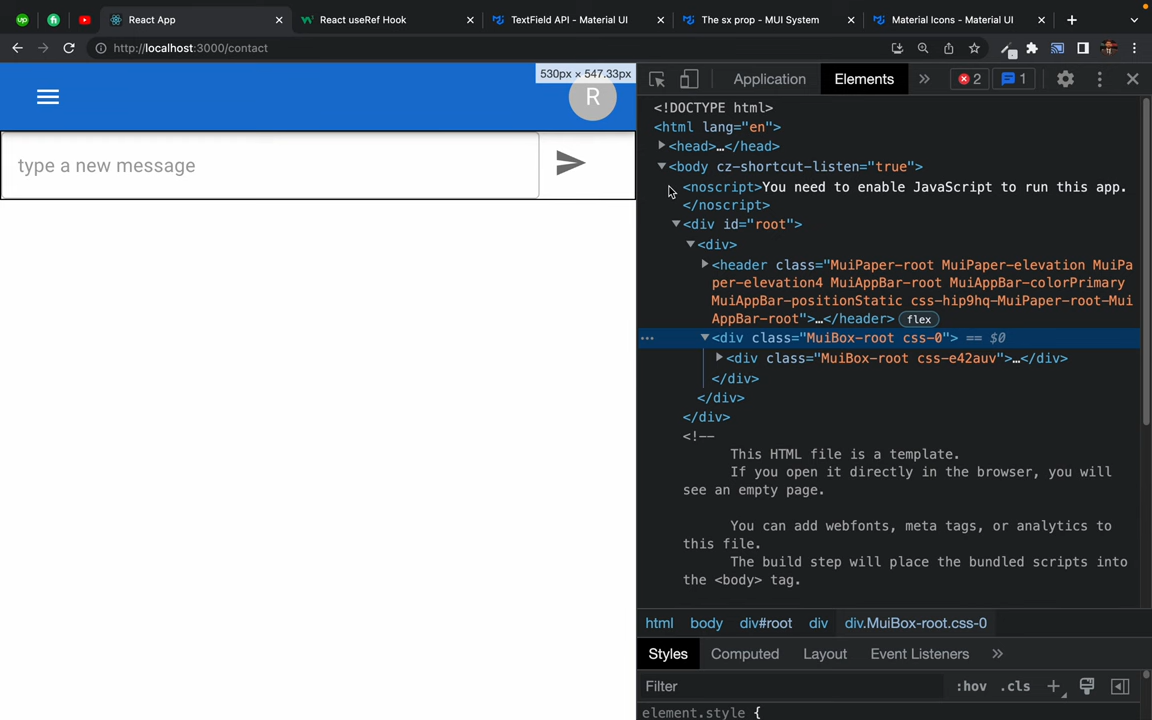 up fi React App × React useRef Hook × TextField API - Material UI × The sx prop - MUI System × Material Icons - Material UI ×
http://localhost:3000/contact
530px × 547.33px
R
type a new message
Application Elements 2 1
<!DOCTYPE html>
<html lang="en">
<head>…</head>
<body cz-shortcut-listen="true">
<noscript>You need to enable JavaScript to run this app.
</noscript>
<div id="root">
<div>
<header class="MuiPaper-root MuiPaper-elevation MuiPa
per-elevation4 MuiAppBar-root MuiAppBar-colorPrimary
MuiAppBar-positionStatic css-hip9hq-MuiPaper-root-Mui
AppBar-root">…</header> flex
<div class="MuiBox-root css-0"> == $0
<div class="MuiBox-root css-e42auv">…</div>
</div>
</div>
</div>
<!--
This HTML file is a template.
If you open it directly in the browser, you will
see an empty page.
You can add webfonts, meta tags, or analytics to
this file.
The build step will place the bundled scripts into
the <body> tag.
html body div#root div div.MuiBox-root.css-0
Styles Computed Layout Event Listeners
Filter :hov .cls
element.style {